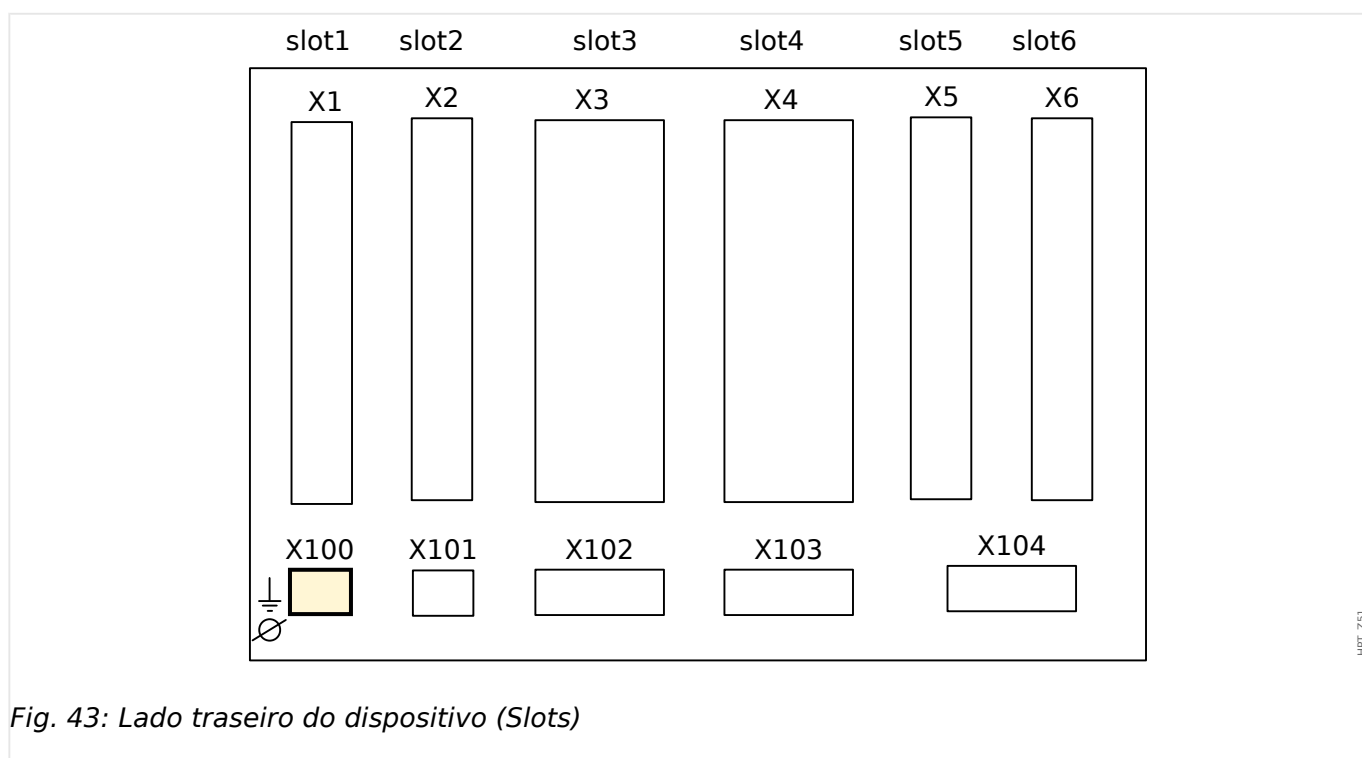 slot1 slot2 slot3 slot4 slot5 slot6
X1 X2 X3 X4 X5 X6
X100 X101 X102 X103 X104
Fig. 43: Lado traseiro do dispositivo (Slots)